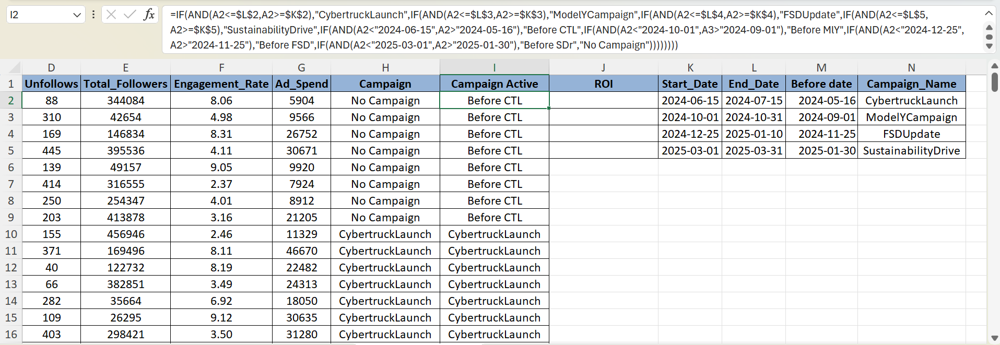 I2
fx
=IF(AND(A2<=$L$2,A2>=$K$2),"CybertruckLaunch",IF(AND(A2<=$L$3,A2>=$K$3),"ModelYCampaign",IF(AND(A2<=$L$4,A2>=$K$4),"FSDUpdate",IF(AND(A2<=$L$5,
A2>=$K$5),"SustainabilityDrive",IF(AND(A2<"2024-06-15",A2>"2024-05-16"),"Before CTL",IF(AND(A2<"2024-10-01",A3>"2024-09-01"),"Before MlY",IF(AND(A2<"2024-12-25",
A2>"2024-11-25"),"Before FSD",IF(AND(A2<"2025-03-01",A2>"2025-01-30"),"Before SDr","No Campaign"))))))))
D E F G H I J K L M N
1 Unfollows Total_Followers Engagement_Rate Ad_Spend Campaign Campaign Active ROI Start_Date End_Date Before date Campaign_Name
2 88 344084 8.06 5904 No Campaign Before CTL 2024-06-15 2024-07-15 2024-05-16 CybertruckLaunch
3 310 42654 4.98 9566 No Campaign Before CTL 2024-10-01 2024-10-31 2024-09-01 ModelYCampaign
4 169 146834 8.31 26752 No Campaign Before CTL 2024-12-25 2025-01-10 2024-11-25 FSDUpdate
5 445 395536 4.11 30671 No Campaign Before CTL 2025-03-01 2025-03-31 2025-01-30 SustainabilityDrive
6 139 49157 9.05 9920 No Campaign Before CTL
7 414 316555 2.37 7924 No Campaign Before CTL
8 250 254347 4.01 8912 No Campaign Before CTL
9 203 413878 3.16 21205 No Campaign Before CTL
10 155 456946 2.46 11329 CybertruckLaunch CybertruckLaunch
11 371 169496 8.11 46670 CybertruckLaunch CybertruckLaunch
12 40 122732 8.19 22482 CybertruckLaunch CybertruckLaunch
13 66 382851 3.49 24313 CybertruckLaunch CybertruckLaunch
14 282 35664 6.92 18050 CybertruckLaunch CybertruckLaunch
15 109 26295 9.12 30635 CybertruckLaunch CybertruckLaunch
16 403 298421 3.50 31280 CybertruckLaunch CybertruckLaunch